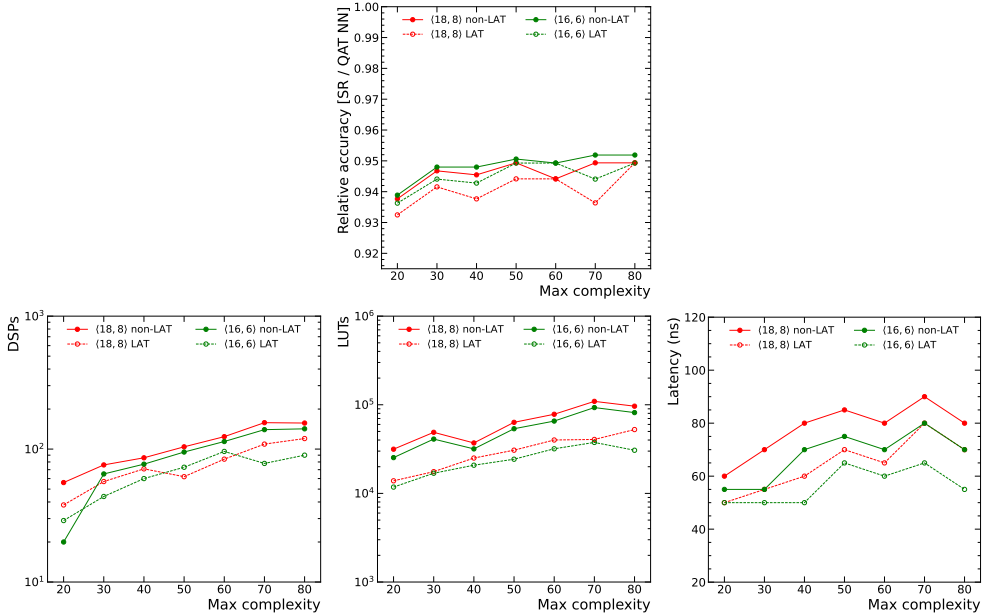 Relative accuracy [SR / QAT NN]
1.00
0.99
0.98
0.97
0.96
0.95
0.94
0.93
0.92
⟨18, 8⟩ non-LAT
⟨18, 8⟩ LAT
⟨16, 6⟩ non-LAT
⟨16, 6⟩ LAT
20 30 40 50 60 70 80
Max complexity
DSPs
10³
10²
10¹
⟨18, 8⟩ non-LAT
⟨18, 8⟩ LAT
⟨16, 6⟩ non-LAT
⟨16, 6⟩ LAT
20 30 40 50 60 70 80
Max complexity
LUTs
10⁶
10⁵
10⁴
10³
⟨18, 8⟩ non-LAT
⟨18, 8⟩ LAT
⟨16, 6⟩ non-LAT
⟨16, 6⟩ LAT
20 30 40 50 60 70 80
Max complexity
Latency (ns)
120
100
80
60
40
20
⟨18, 8⟩ non-LAT
⟨18, 8⟩ LAT
⟨16, 6⟩ non-LAT
⟨16, 6⟩ LAT
20 30 40 50 60 70 80
Max complexity